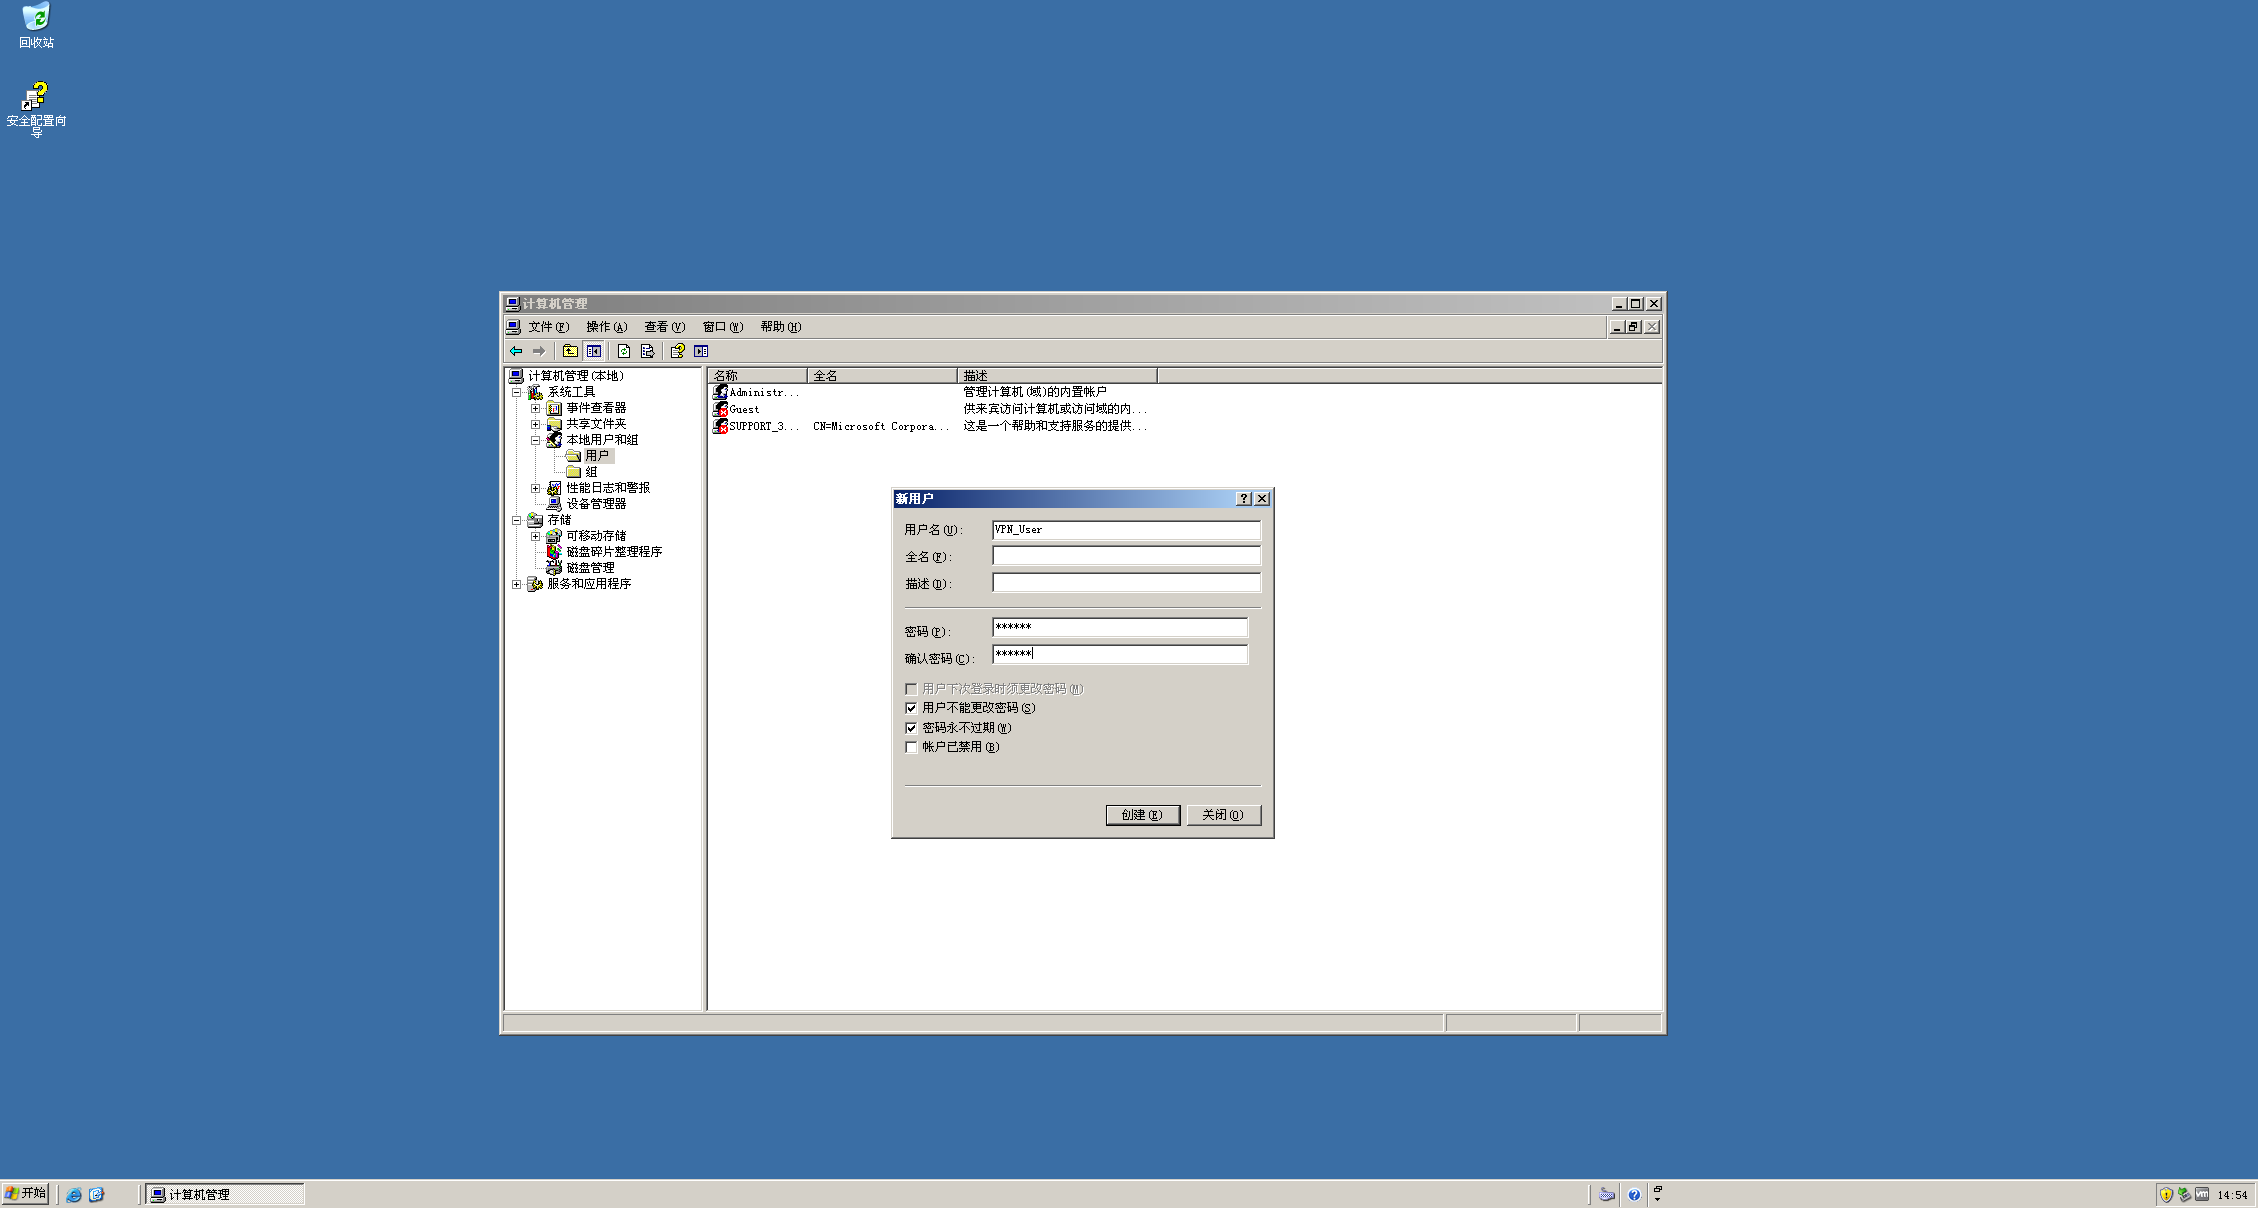 回收站
安全配置向
导
计算机管理
文件(F) 操作(A) 查看(V) 窗口(W) 帮助(H)
计算机管理(本地)
系统工具
事件查看器
共享文件夹
本地用户和组
用户
组
性能日志和警报
设备管理器
存储
可移动存储
磁盘碎片整理程序
磁盘管理
服务和应用程序
名称 全名 描述
Administr... 管理计算机(域)的内置帐户
Guest 供来宾访问计算机或访问域的内...
SUPPORT_3... CN=Microsoft Corpora... 这是一个帮助和支持服务的提供...
新用户
用户名(U): VPN_User
全名(F):
描述(D):
密码(P): ******
确认密码(C): ******
用户下次登录时须更改密码(M)
用户不能更改密码(S)
密码永不过期(W)
帐户已禁用(B)
创建(E) 关闭(O)
开始 计算机管理 14:54